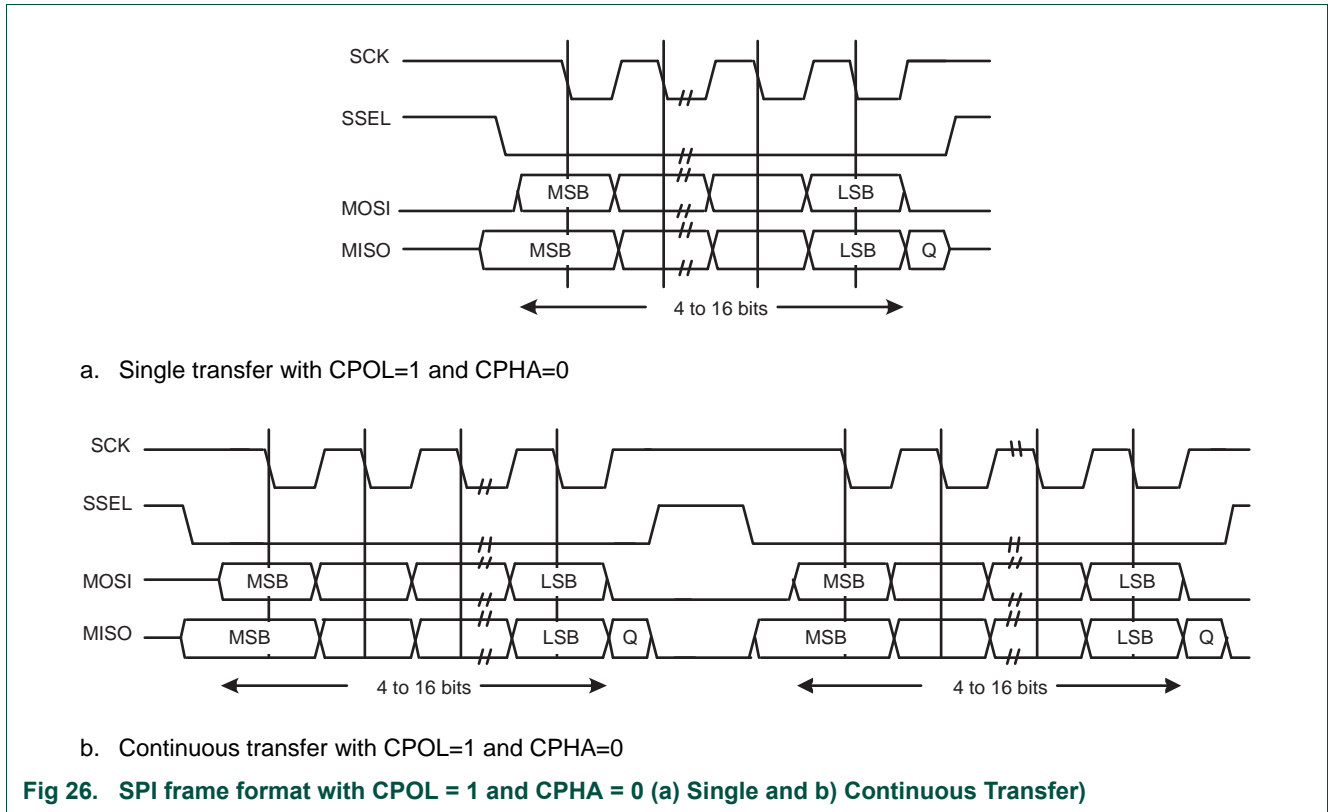 SCK
SSEL
MSB LSB
MOSI
MISO MSB LSB Q
4 to 16 bits
a. Single transfer with CPOL=1 and CPHA=0
SCK
SSEL
MOSI MSB LSB MSB LSB
MISO MSB LSB Q MSB LSB Q
4 to 16 bits 4 to 16 bits
b. Continuous transfer with CPOL=1 and CPHA=0
Fig 26. SPI frame format with CPOL = 1 and CPHA = 0 (a) Single and b) Continuous Transfer)